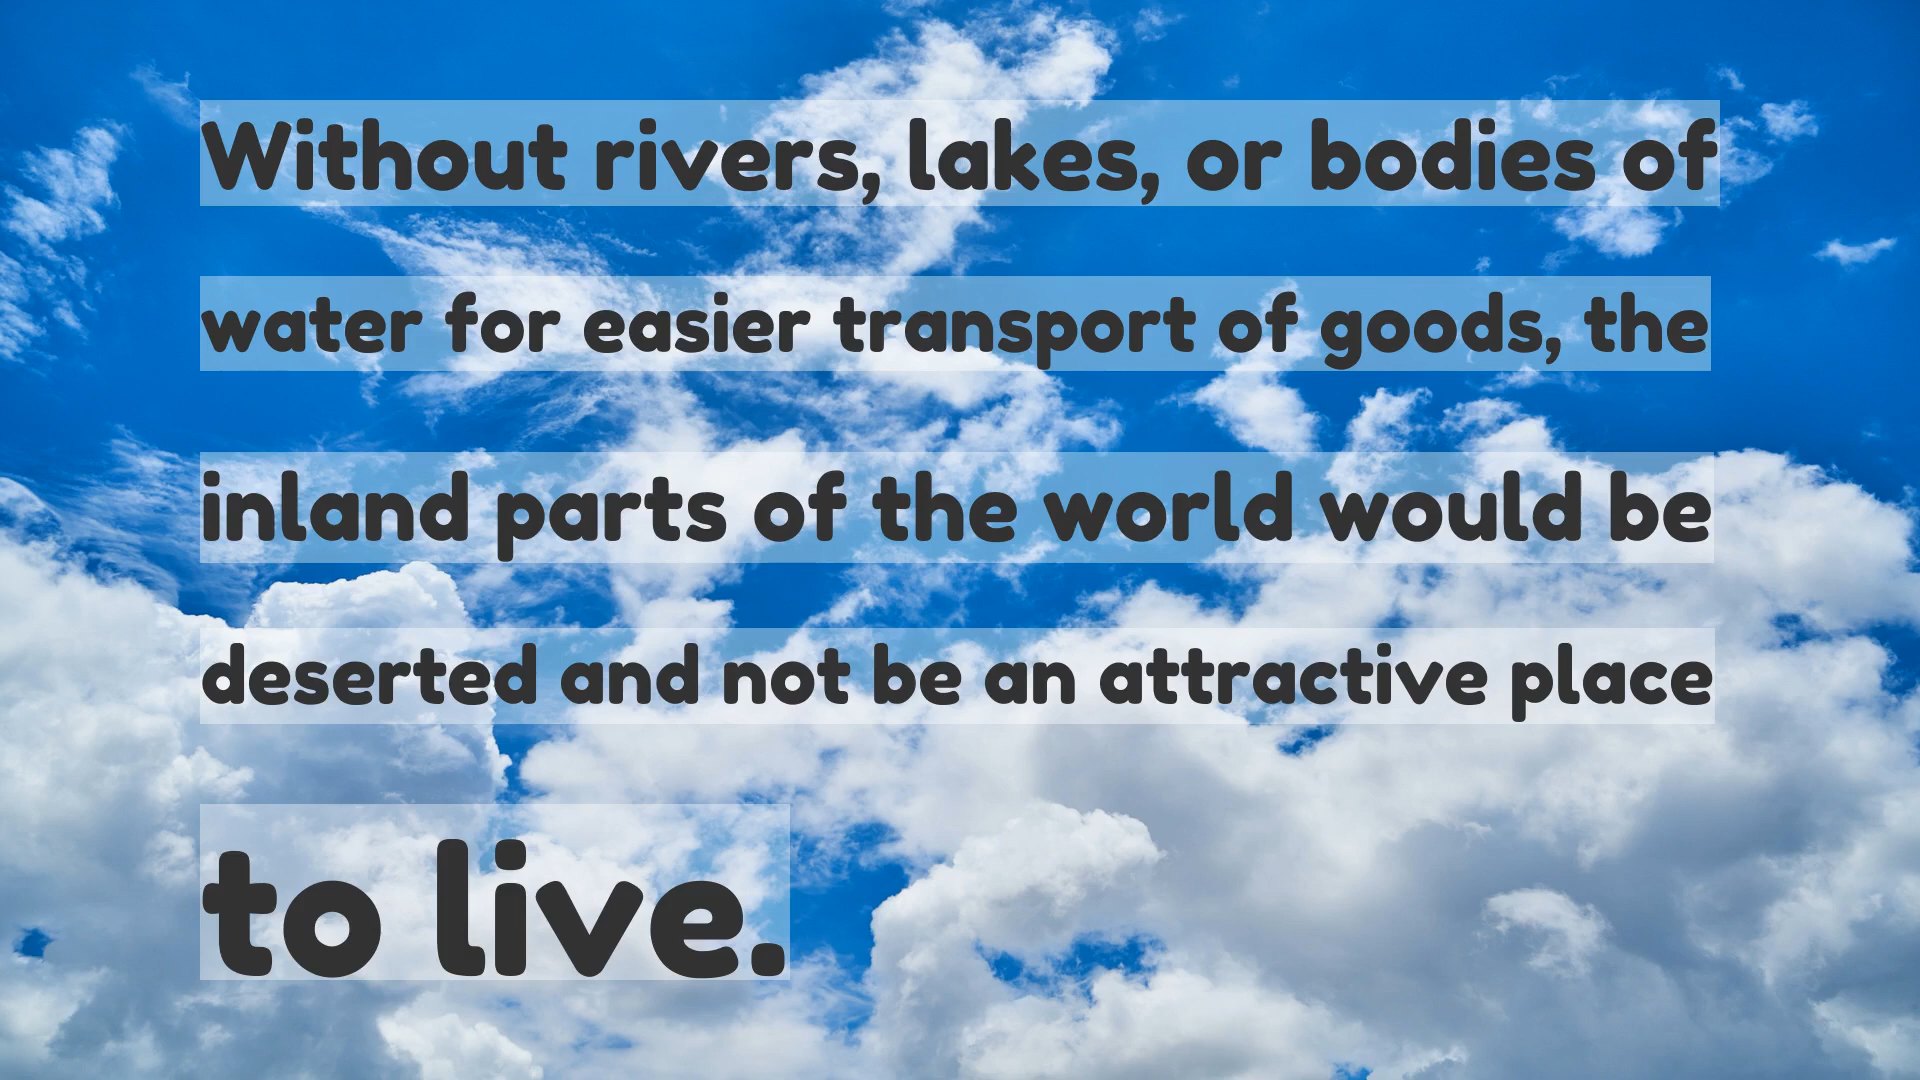 Without rivers, lakes, or bodies of
water for easier transport of goods, the
inland parts of the world would be
deserted and not be an attractive place
to live.